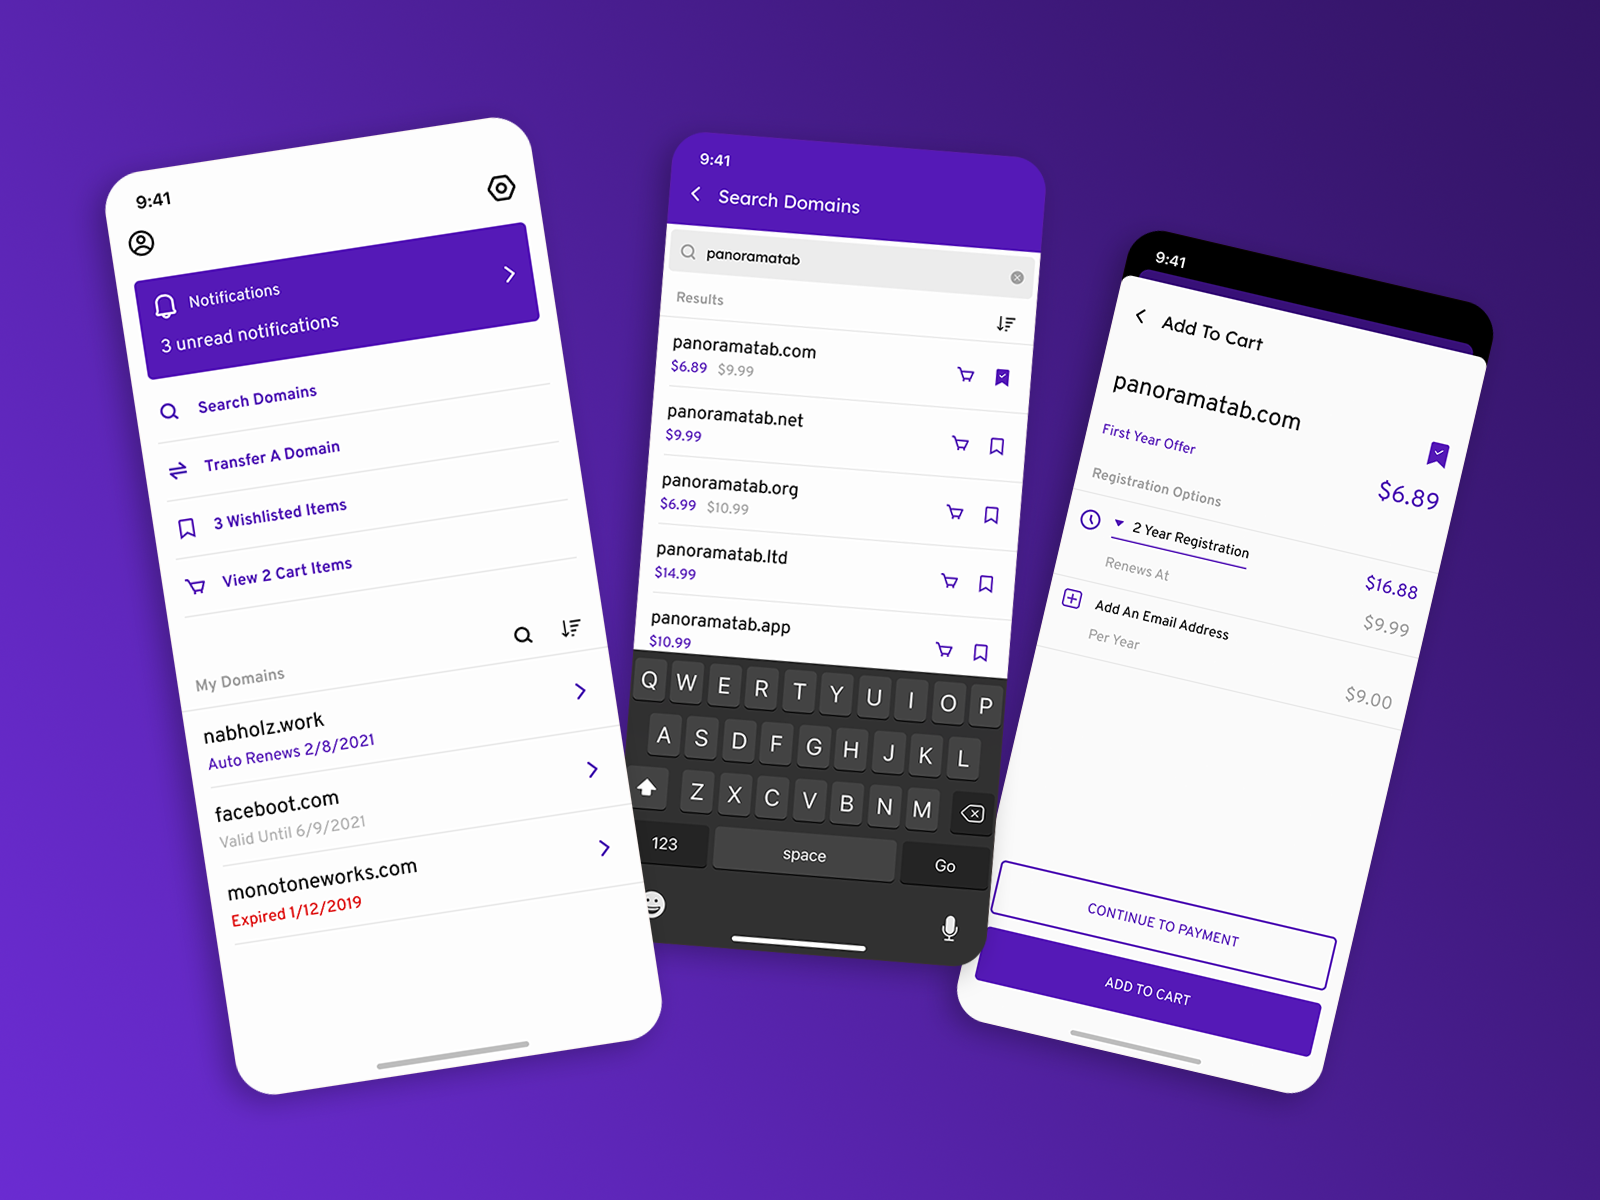 9:41
Notifications
3 unread notifications
Search Domains
Transfer A Domain
3 Wishlisted Items
View 2 Cart Items
My Domains
nabholz.work
Auto Renews 2/8/2021
faceboot.com
Valid Until 6/9/2021
monotoneworks.com
Expired 1/12/2019
9:41
Search Domains
panoramatab
Results
panoramatab.com
$6.89 $9.99
panoramatab.net
$9.99
panoramatab.org
$6.99 $10.99
panoramatab.ltd
$14.99
panoramatab.app
$10.99
Q W E R T Y U I O P
A S D F G H J K L
Z X C V B N M
123 space Go
9:41
Add To Cart
panoramatab.com
First Year Offer
$6.89
Registration Options
2 Year Registration
$16.88
Renews At
$9.99
Add An Email Address
Per Year
$9.00
CONTINUE TO PAYMENT
ADD TO CART